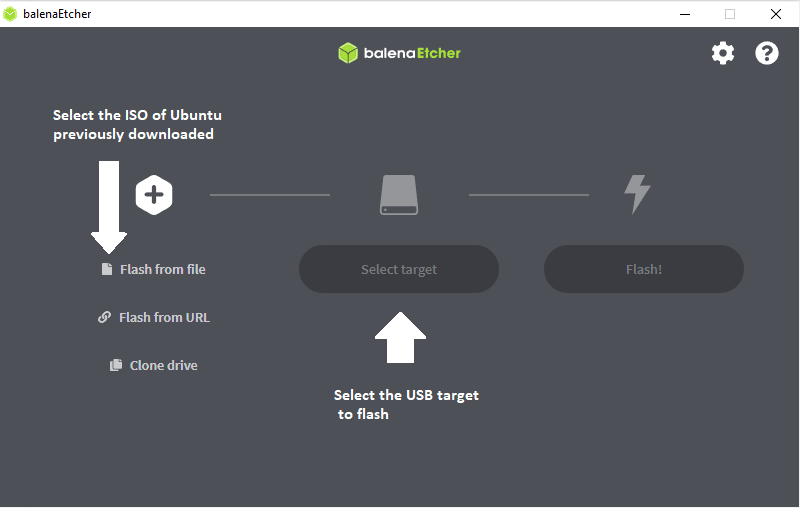 balenaEtcher
balenaEtcher
Select the ISO of Ubuntu
previously downloaded
Flash from file
Select target
Flash!
Flash from URL
Clone drive
Select the USB target
to flash